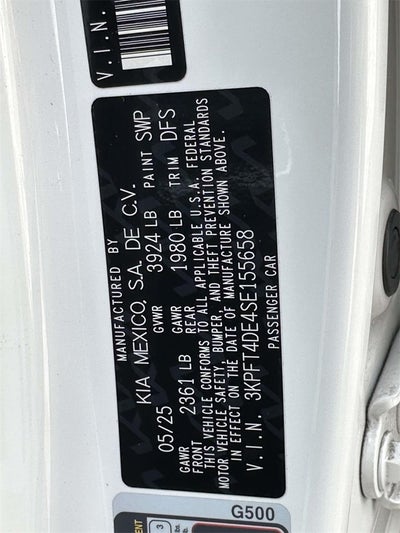 V.I.N.
MANUFACTURED BY
KIA MEXICO, S.A. DE C.V.
05/25 GVWR 3924 LB PAINT SWP
GAWR FRONT 2361 LB GAWR REAR 1980 LB TRIM DFS
THIS VEHICLE CONFORMS TO ALL APPLICABLE U.S.A. FEDERAL
MOTOR VEHICLE SAFETY, BUMPER, AND THEFT PREVENTION STANDARDS
IN EFFECT ON THE DATE OF MANUFACTURE SHOWN ABOVE.
V.I.N. 3KPFT4DE4SE155658
PASSENGER CAR
G500
3